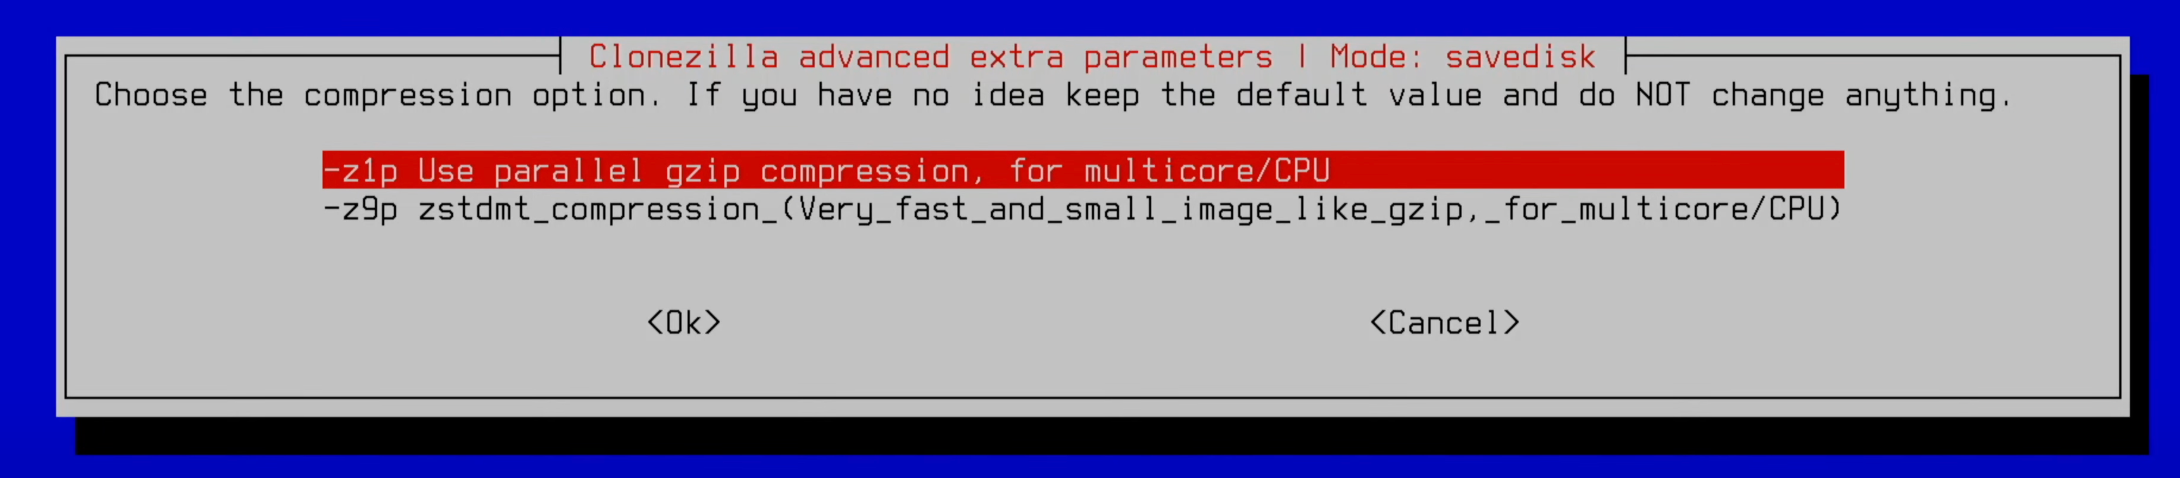 Clonezilla advanced extra parameters | Mode: savedisk
Choose the compression option. If you have no idea keep the default value and do NOT change anything.
-z1p Use parallel gzip compression, for multicore/CPU
-z9p zstdmt_compression_(Very_fast_and_small_image_like_gzip,_for_multicore/CPU)
<Ok> <Cancel>